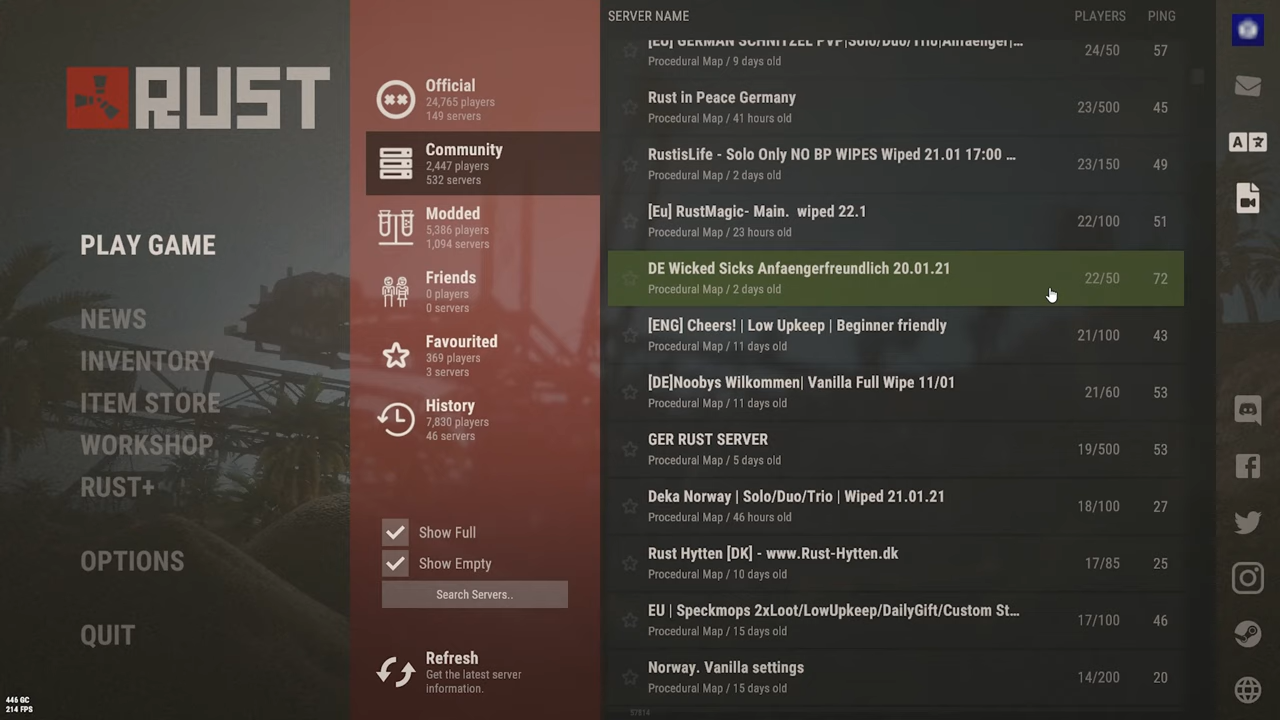 RUST
PLAY GAME
NEWS
INVENTORY
ITEM STORE
WORKSHOP
RUST+
OPTIONS
QUIT
446 GC
214 FPS
Official
24,765 players
149 servers
Community
2,447 players
532 servers
Modded
5,386 players
1,094 servers
Friends
0 players
0 servers
Favourited
369 players
3 servers
History
7,830 players
46 servers
Show Full
Show Empty
Search Servers..
Refresh
Get the latest server
information.
SERVER NAME PLAYERS PING
[EU] GERMAN SCHNITZEL PVP|Solo/Duo/Trio|Anfaenger|... 24/50 57
Procedural Map / 9 days old
Rust in Peace Germany 23/500 45
Procedural Map / 41 hours old
RustisLife - Solo Only NO BP WIPES Wiped 21.01 17:00 ... 23/150 49
Procedural Map / 2 days old
[Eu] RustMagic- Main. wiped 22.1 22/100 51
Procedural Map / 23 hours old
DE Wicked Sicks Anfaengerfreundlich 20.01.21 22/50 72
Procedural Map / 2 days old
[ENG] Cheers! | Low Upkeep | Beginner friendly 21/100 43
Procedural Map / 11 days old
[DE]Noobys Wilkommen| Vanilla Full Wipe 11/01 21/60 53
Procedural Map / 11 days old
GER RUST SERVER 19/500 53
Procedural Map / 5 days old
Deka Norway | Solo/Duo/Trio | Wiped 21.01.21 18/100 27
Procedural Map / 46 hours old
Rust Hytten [DK] - www.Rust-Hytten.dk 17/85 25
Procedural Map / 10 days old
EU | Speckmops 2xLoot/LowUpkeep/DailyGift/Custom St... 17/100 46
Procedural Map / 15 days old
Norway. Vanilla settings 14/200 20
Procedural Map / 15 days old
A